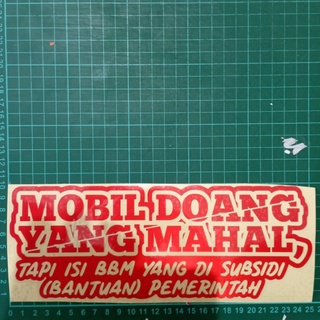 MOBIL DOANG
YANG MAHAL,
TAPI ISI BBM YANG DI SUBSIDI
(BANTUAN) PEMERINTAH